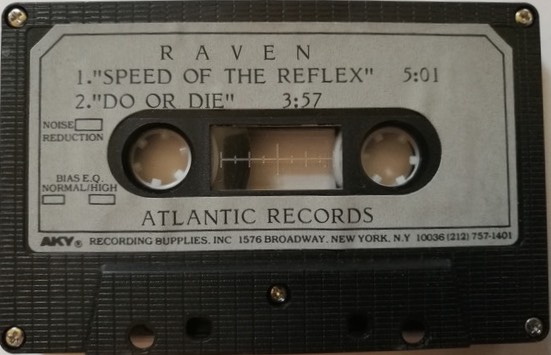 RAVEN
1."SPEED OF THE REFLEX" 5:01
2."DO OR DIE" 3:57
NOISE
REDUCTION
BIAS E.Q.
NORMAL/HIGH
ATLANTIC RECORDS
AKY® RECORDING SUPPLIES, INC 1576 BROADWAY, NEW YORK, N.Y 10036 (212) 757-1401